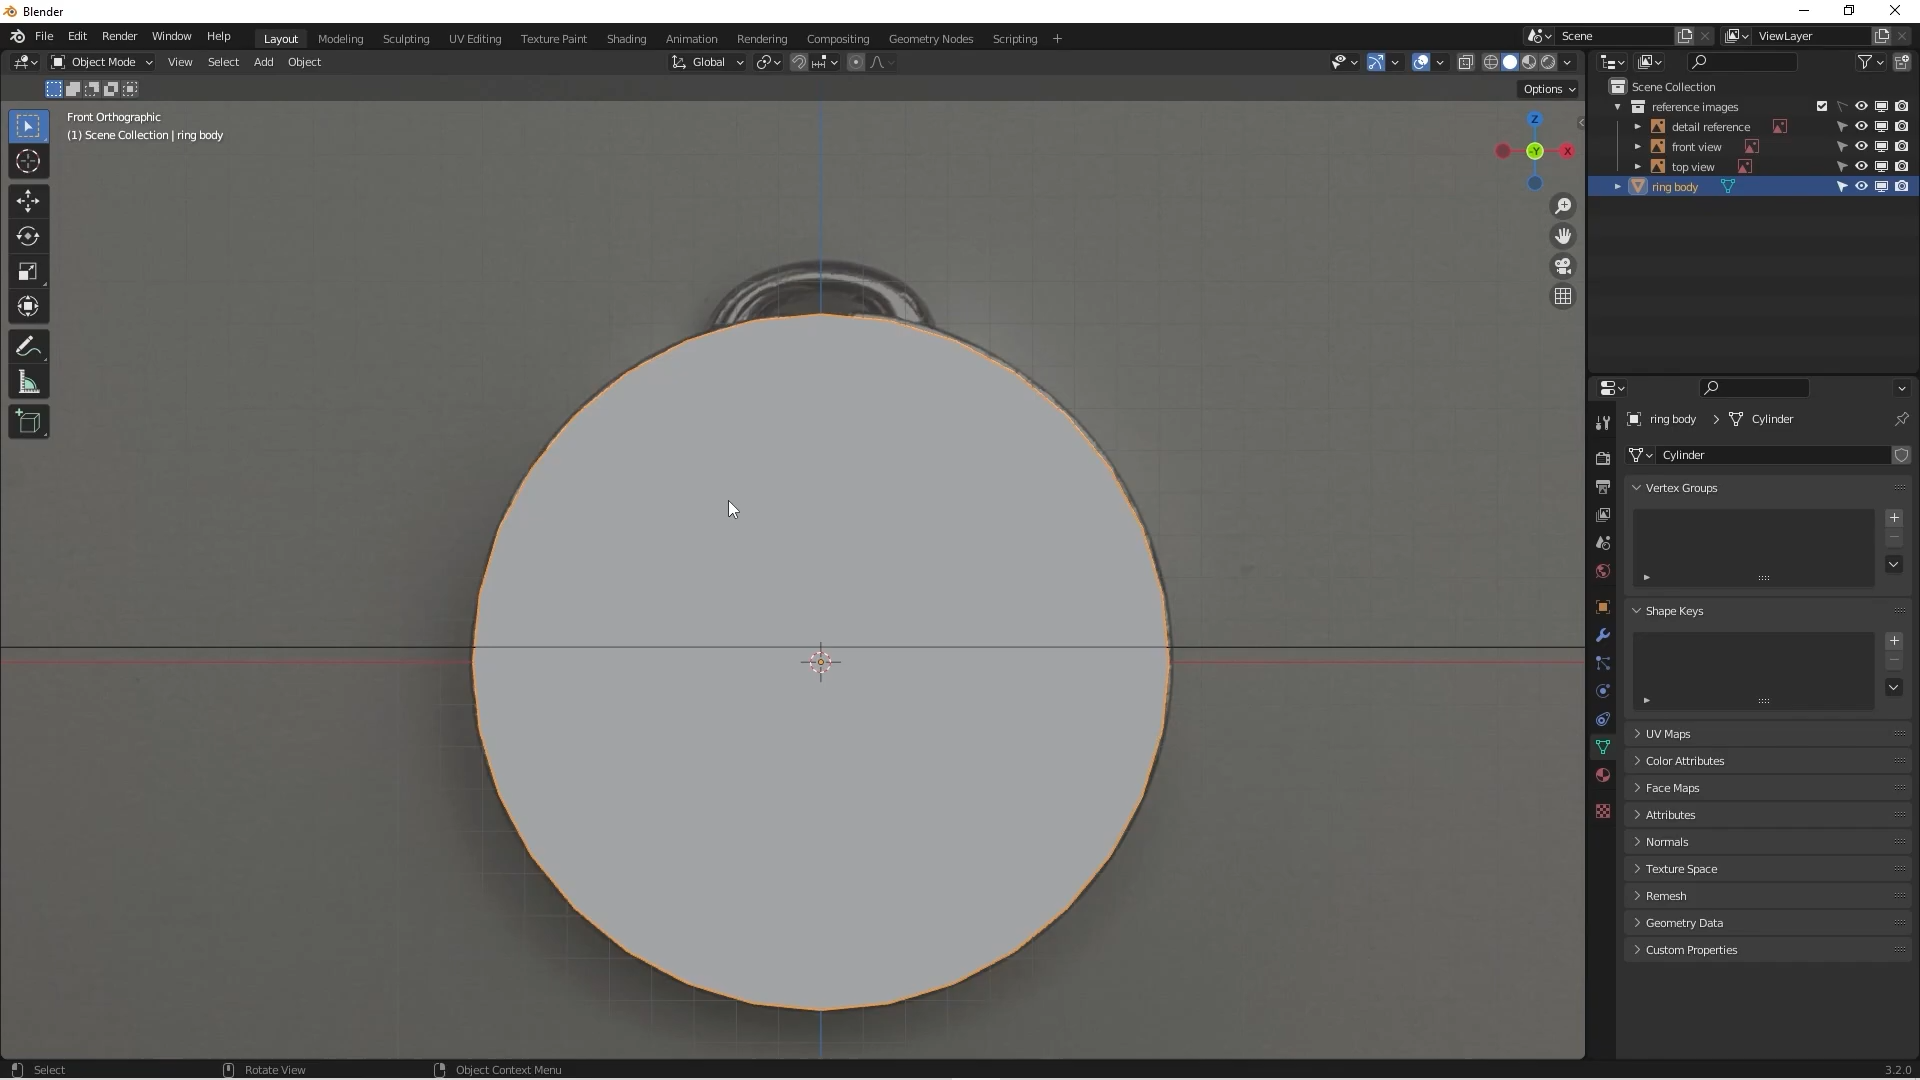 Blender
File Edit Render Window Help
Layout Modeling Sculpting UV Editing Texture Paint Shading Animation Rendering Compositing Geometry Nodes Scripting +
Scene
ViewLayer
Object Mode View Select Add Object
Global
Options
Front Orthographic
(1) Scene Collection | ring body
Z
-Y
X
Scene Collection
reference images
detail reference
front view
top view
ring body
ring body > Cylinder
Cylinder
Vertex Groups
Shape Keys
UV Maps
Color Attributes
Face Maps
Attributes
Normals
Texture Space
Remesh
Geometry Data
Custom Properties
Select Rotate View Object Context Menu 3.2.0